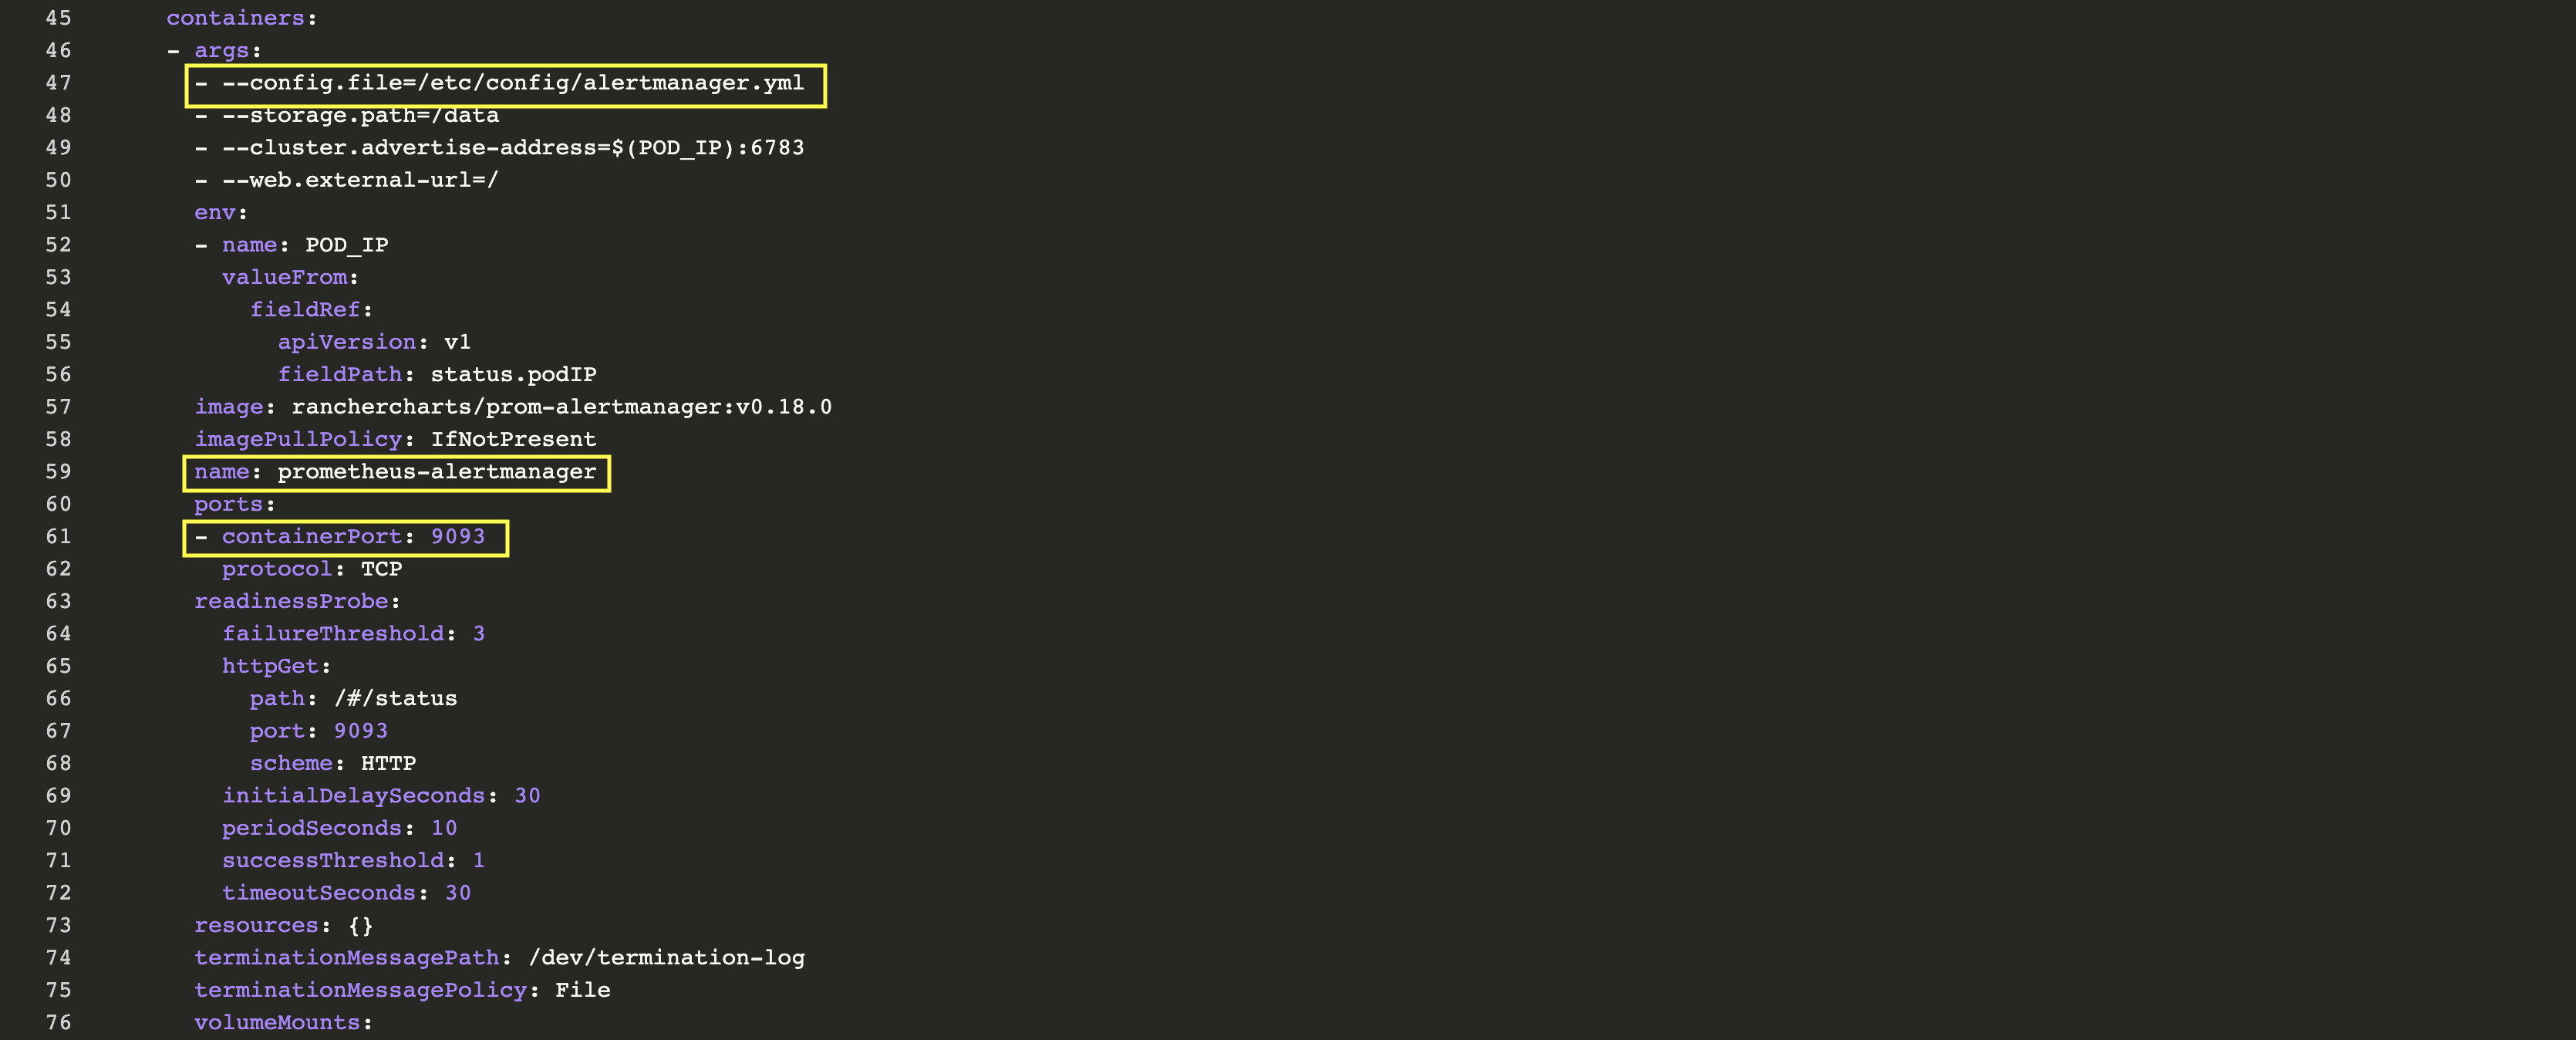 45 containers:
46 - args:
47 - --config.file=/etc/config/alertmanager.yml
48 - --storage.path=/data
49 - --cluster.advertise-address=$(POD_IP):6783
50 - --web.external-url=/
51 env:
52 - name: POD_IP
53 valueFrom:
54 fieldRef:
55 apiVersion: v1
56 fieldPath: status.podIP
57 image: ranchercharts/prom-alertmanager:v0.18.0
58 imagePullPolicy: IfNotPresent
59 name: prometheus-alertmanager
60 ports:
61 - containerPort: 9093
62 protocol: TCP
63 readinessProbe:
64 failureThreshold: 3
65 httpGet:
66 path: /#/status
67 port: 9093
68 scheme: HTTP
69 initialDelaySeconds: 30
70 periodSeconds: 10
71 successThreshold: 1
72 timeoutSeconds: 30
73 resources: {}
74 terminationMessagePath: /dev/termination-log
75 terminationMessagePolicy: File
76 volumeMounts: